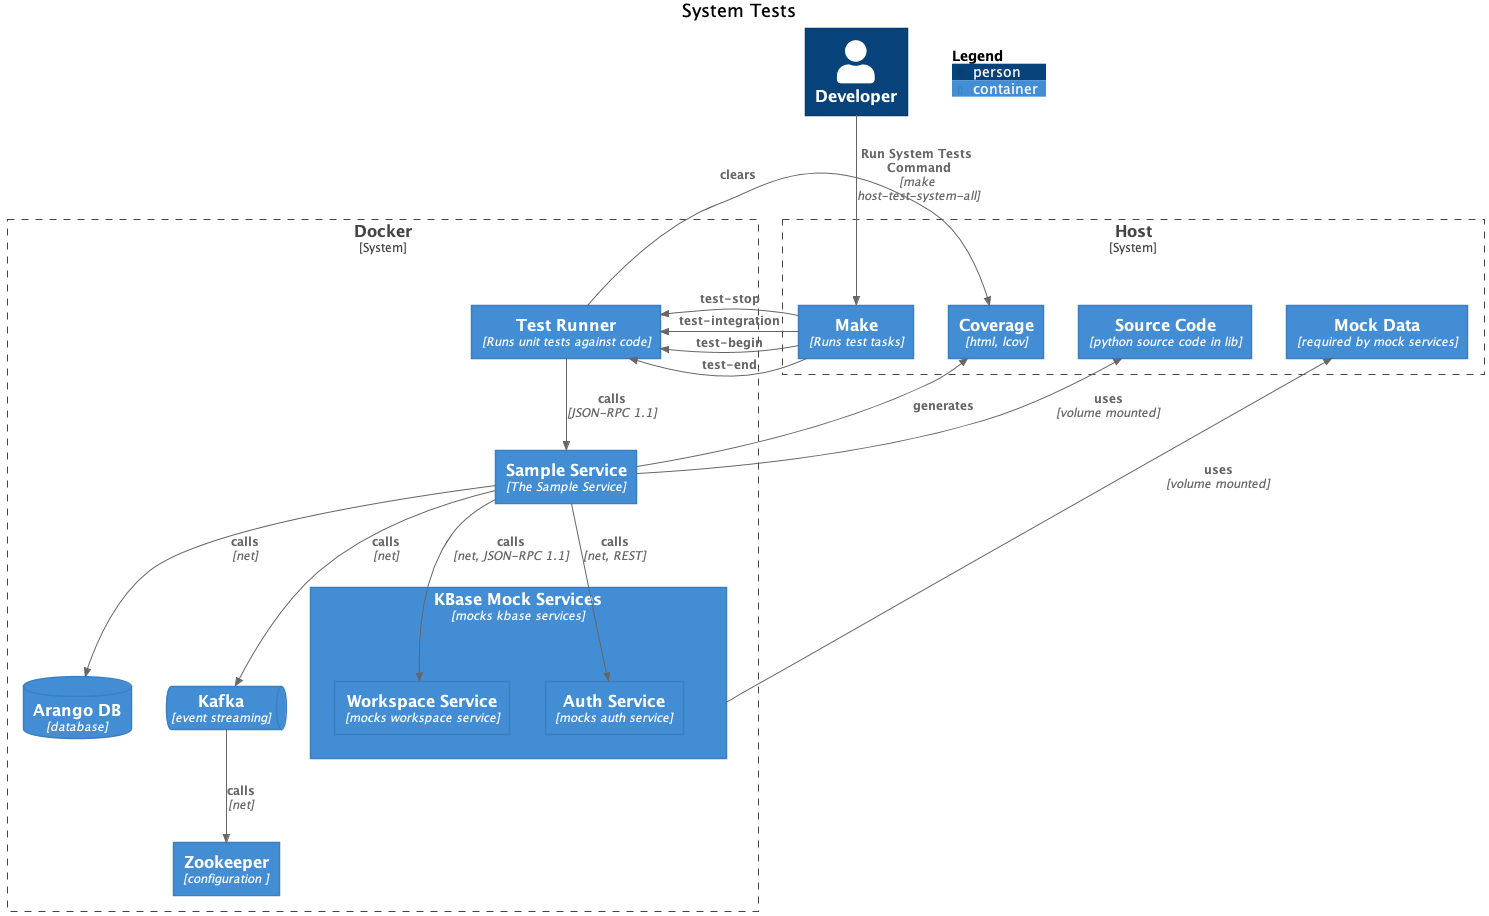 System Tests
Developer
Legend
person
container
Run System Tests
Command
[make
host-test-system-all]
clears
Docker
[System]
Host
[System]
test-stop
test-integration
test-begin
test-end
Test Runner
[Runs unit tests against code]
Make
[Runs test tasks]
Coverage
[html, lcov]
Source Code
[python source code in lib]
Mock Data
[required by mock services]
calls
[JSON-RPC 1.1]
generates
uses
[volume mounted]
uses
[volume mounted]
Sample Service
[The Sample Service]
calls
[net]
calls
[net]
calls
[net, JSON-RPC 1.1]
calls
[net, REST]
KBase Mock Services
[mocks kbase services]
Arango DB
[database]
Kafka
[event streaming]
Workspace Service
[mocks workspace service]
Auth Service
[mocks auth service]
calls
[net]
Zookeeper
[configuration ]